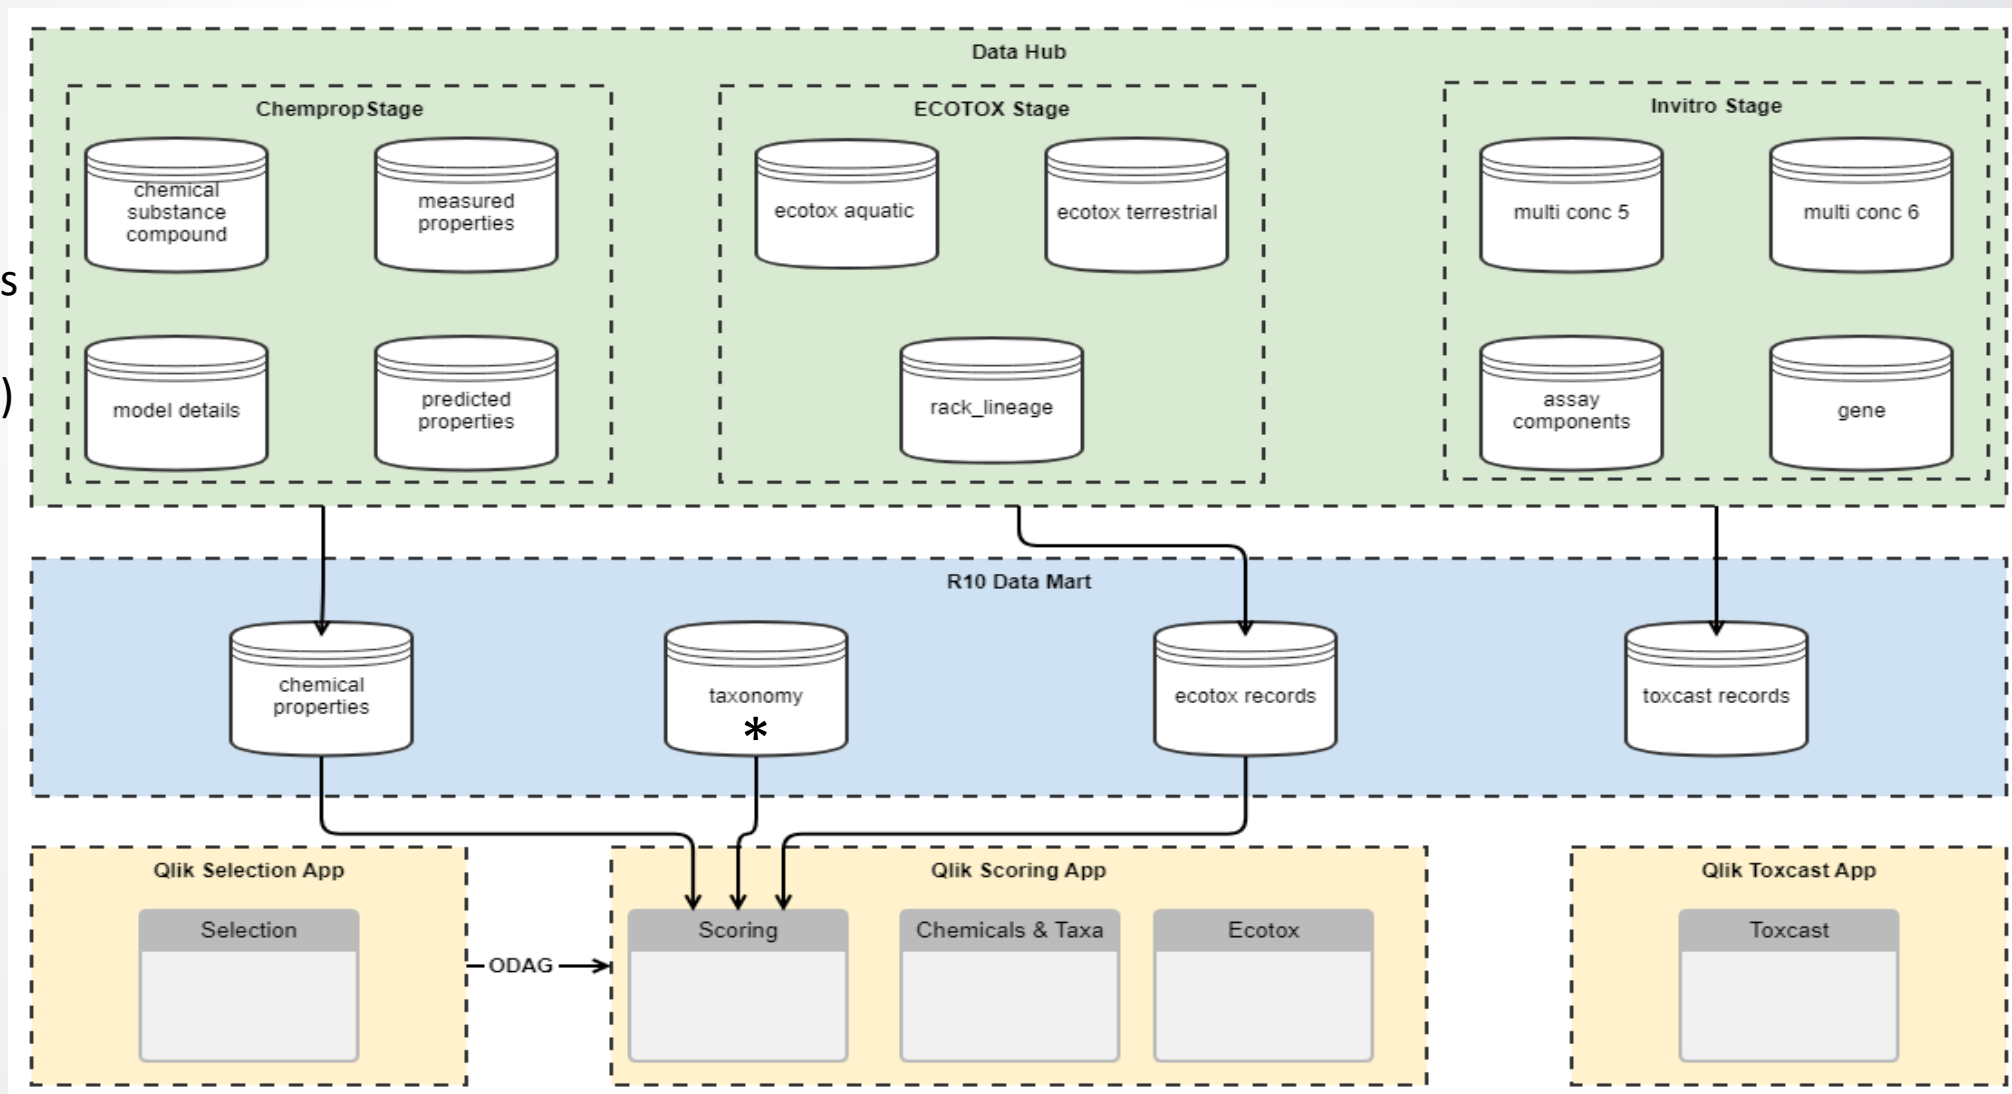 Data Hub
ChempropStage
chemical
substance
compound
measured
properties
model details
predicted
properties
ECOTOX Stage
ecotox aquatic
ecotox terrestrial
rack_lineage
Invitro Stage
multi conc 5
multi conc 6
assay
components
gene
s
)
R10 Data Mart
chemical
properties
taxonomy
*
ecotox records
toxcast records
Qlik Selection App
Selection
ODAG
Qlik Scoring App
Scoring
Chemicals & Taxa
Ecotox
Qlik Toxcast App
Toxcast